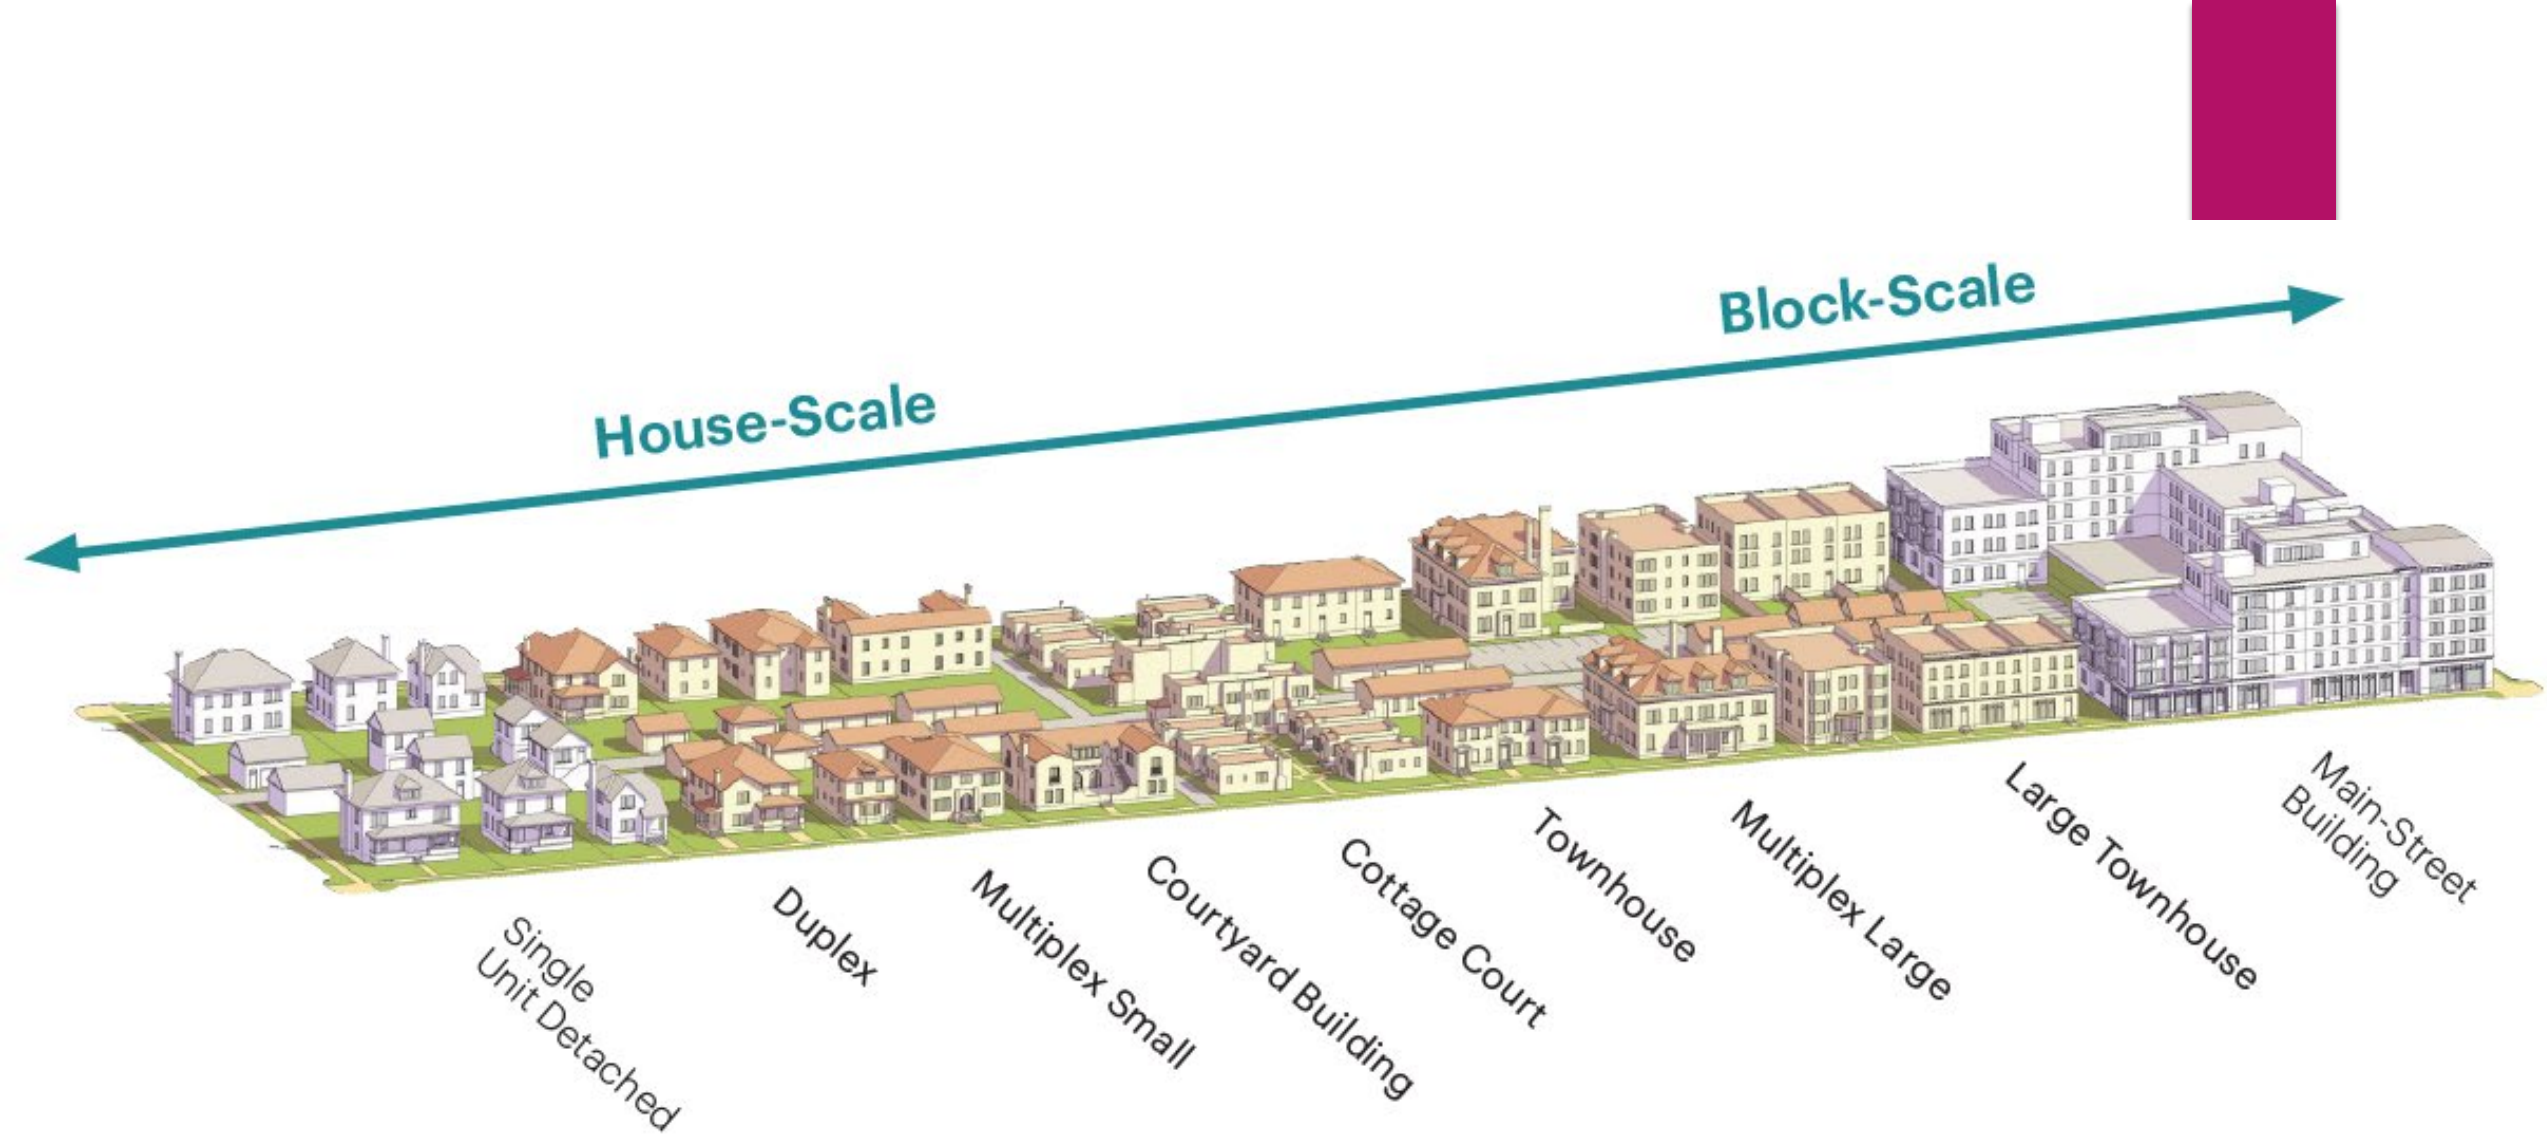 House-Scale
Block-Scale
Single
Unit Detached
Duplex
Multiplex Small
Courtyard Building
Cottage Court
Townhouse
Multiplex Large
Large Townhouse
Main-Street
Building